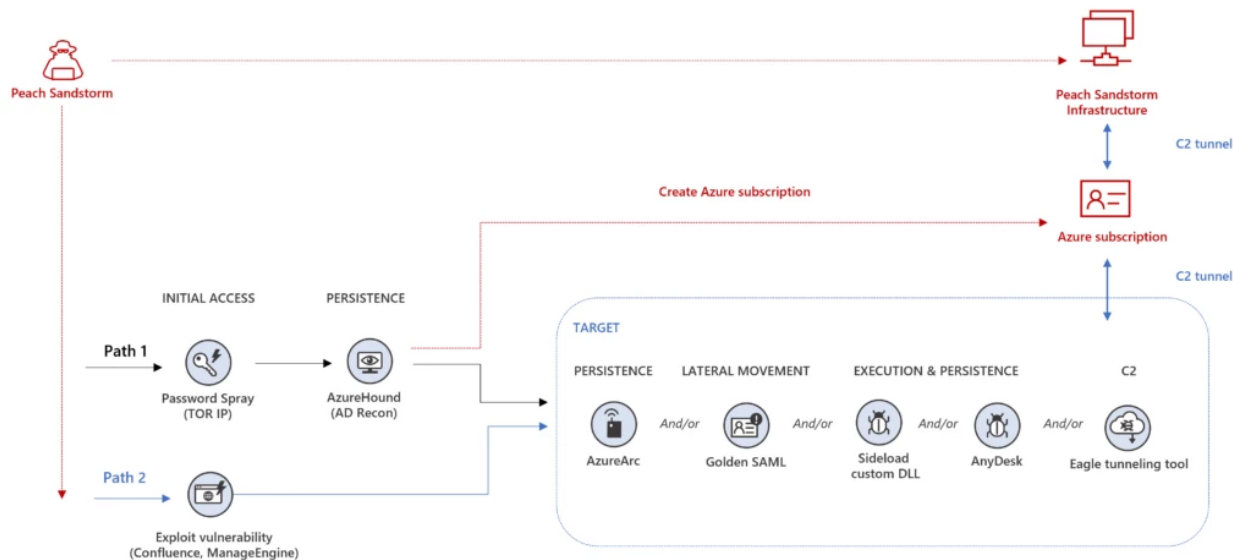 Peach Sandstorm
Peach Sandstorm
Infrastructure
C2 tunnel
Create Azure subscription
Azure subscription
C2 tunnel
INITIAL ACCESS
PERSISTENCE
TARGET
Path 1
Password Spray
(TOR IP)
AzureHound
(AD Recon)
PERSISTENCE
LATERAL MOVEMENT
EXECUTION & PERSISTENCE
C2
And/or
And/or
And/or
And/or
AzureArc
Golden SAML
Sideload
custom DLL
AnyDesk
Eagle tunneling tool
Path 2
Exploit vulnerability
(Confluence, ManageEngine)